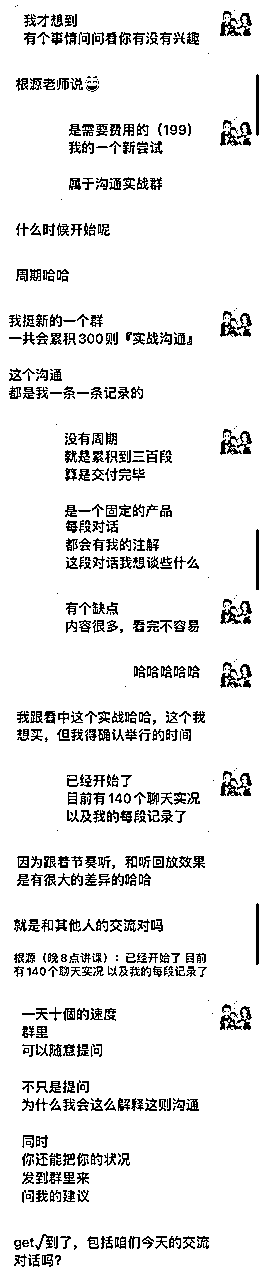 我才想到
有个事情问问看你有没有兴趣
根源老师说😄
是需要费用的（199）
我的一个新尝试
属于沟通实战群
什么时候开始呢
周期哈哈
我挺新的一个群
一共会累积300则『实战沟通』
这个沟通
都是我一条一条记录的
没有周期
就是累积到三百段
算是交付完毕
是一个固定的产品
每段对话
都会有我的注解
这段对话我想谈些什么
有个缺点
内容很多，看完不容易
哈哈哈哈哈
我跟看中这个实战哈哈，这个我
想买，但我得确认举行的时间
已经开始了
目前有140个聊天实况
以及我的每段记录了
因为跟着节奏听，和听回放效果
是有很大的差异的哈哈
就是和其他人的交流对吗
根源（晚8点讲课）：已经开始了 目前
有140个聊天实况 以及我的每段记录了
一天十個的速度
群里
可以随意提问
不只是提问
为什么我会这么解释这则沟通
同时
你还能把你的状况
发到群里来
问我的建议
get√到了，包括咱们今天的交流
对话吗？